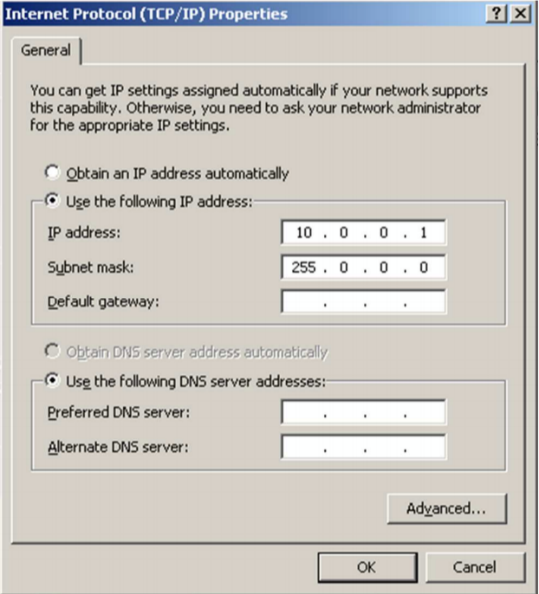 Internet Protocol (TCP/IP) Properties
General
You can get IP settings assigned automatically if your network supports
this capability. Otherwise, you need to ask your network administrator
for the appropriate IP settings.
Obtain an IP address automatically
Use the following IP address:
IP address: 10 . 0 . 0 . 1
Subnet mask: 255 . 0 . 0 . 0
Default gateway: . . .
Obtain DNS server address automatically
Use the following DNS server addresses:
Preferred DNS server: . . .
Alternate DNS server: . . .
Advanced...
OK Cancel